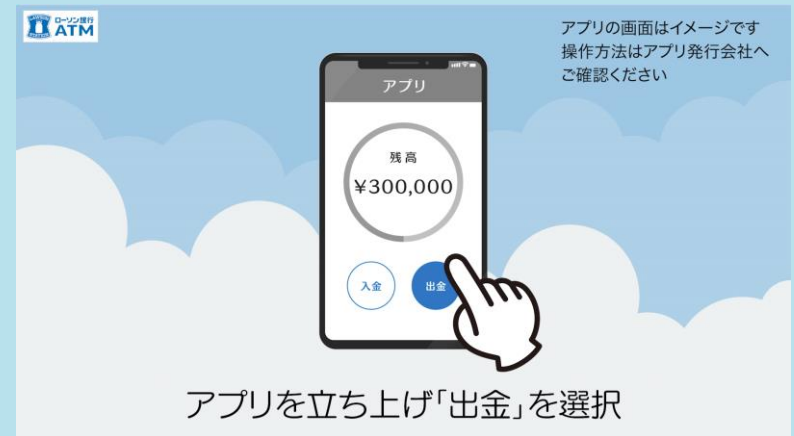 ローソン銀行
ATM
アプリの画面はイメージです
操作方法はアプリ発行会社へ
ご確認ください
アプリ
残高
¥300,000
入金
出金
アプリを立ち上げ「出金」を選択